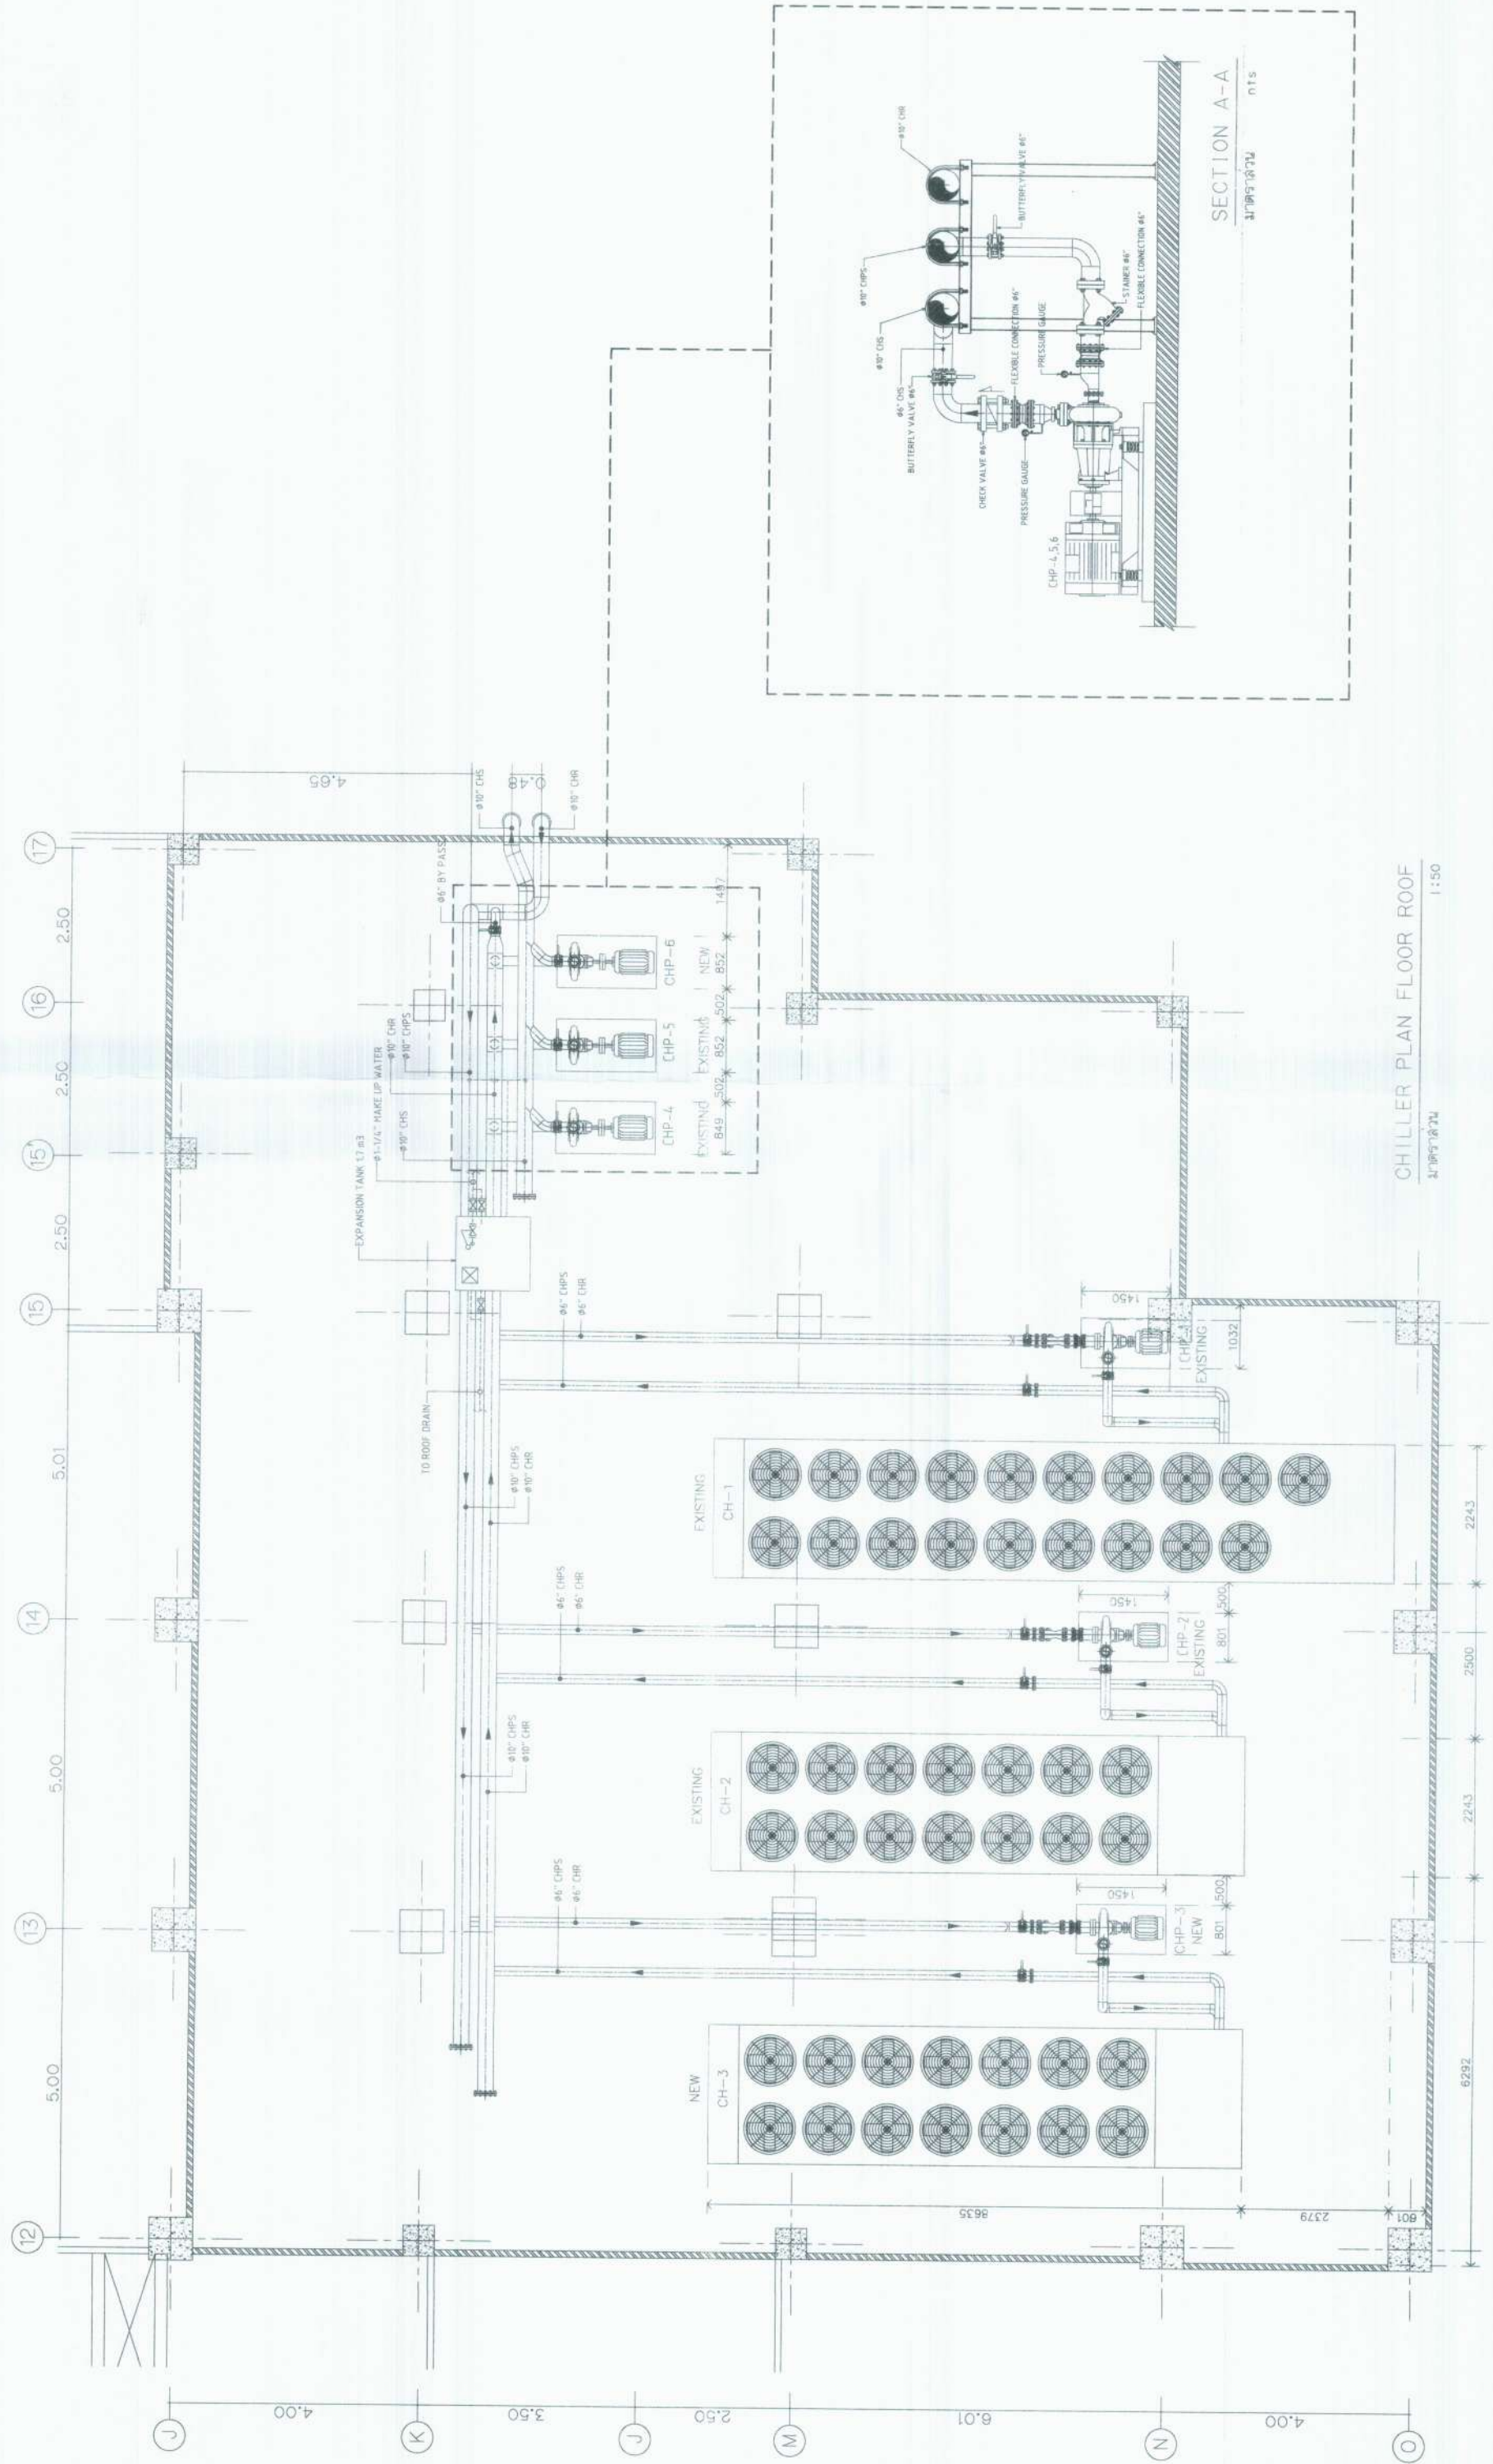 17
16
15'
15
14
13
12
2.50
2.50
2.50
5.01
5.00
5.00
J
K
J
M
N
O
4.00
3.50
2.50
6.01
4.00
4.65
0.48
ø10" CHS
ø10" CHR
ø6" BY PASS
ø10" CHR
ø10" CHPS
ø1-1/4" MAKE UP WATER
ø10" CHS
EXPANSION TANK 1.7 m3
TO ROOF DRAIN
CHP-6
NEW
CHP-5
EXISTING
CHP-4
EXISTING
1497
852
502
852
502
849
ø6" CHPS
ø6" CHR
ø10" CHPS
ø10" CHR
ø6" CHPS
ø6" CHR
ø10" CHPS
ø10" CHR
ø6" CHPS
ø6" CHR
1450
EXISTING
1032
EXISTING
CH-1
1450
CHP-2
EXISTING
801
500
EXISTING
CH-2
1450
CHP-3
NEW
801
500
NEW
CH-3
8635
2379
601
2243
2500
2243
6292
CHILLER PLAN FLOOR ROOF
มาตราส่วน 1:50
ø10" CHR
ø10" CHPS
ø10" CHS
ø6" CHS
BUTTERFLY VALVE ø6"
BUTTERFLY VALVE ø6"
CHECK VALVE ø6"
FLEXIBLE CONNECTION ø6"
PRESSURE GAUGE
PRESSURE GAUGE
STAINER ø6"
FLEXIBLE CONNECTION ø6"
CHP-4,5,6
SECTION A-A
มาตราส่วน nts